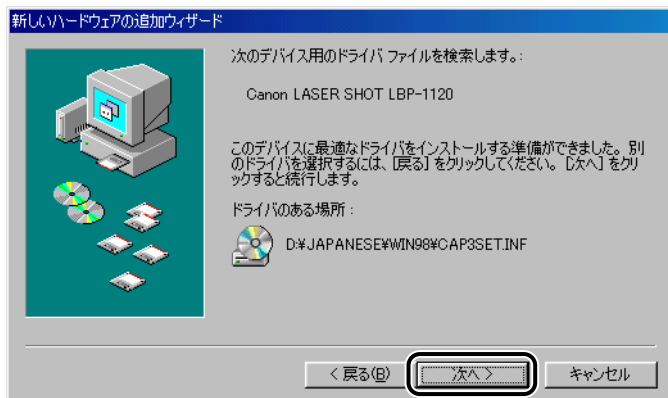 新しいハードウェアの追加ウィザード
次のデバイス用のドライバ ファイルを検索します。:
Canon LASER SHOT LBP-1120
このデバイスに最適なドライバをインストールする準備ができました。別
のドライバを選択するには、[戻る] をクリックしてください。[次へ] をクリ
ックすると続行します。
ドライバのある場所 :
D:¥JAPANESE¥WIN98¥CAP3SET.INF
< 戻る(B)
次へ >
キャンセル